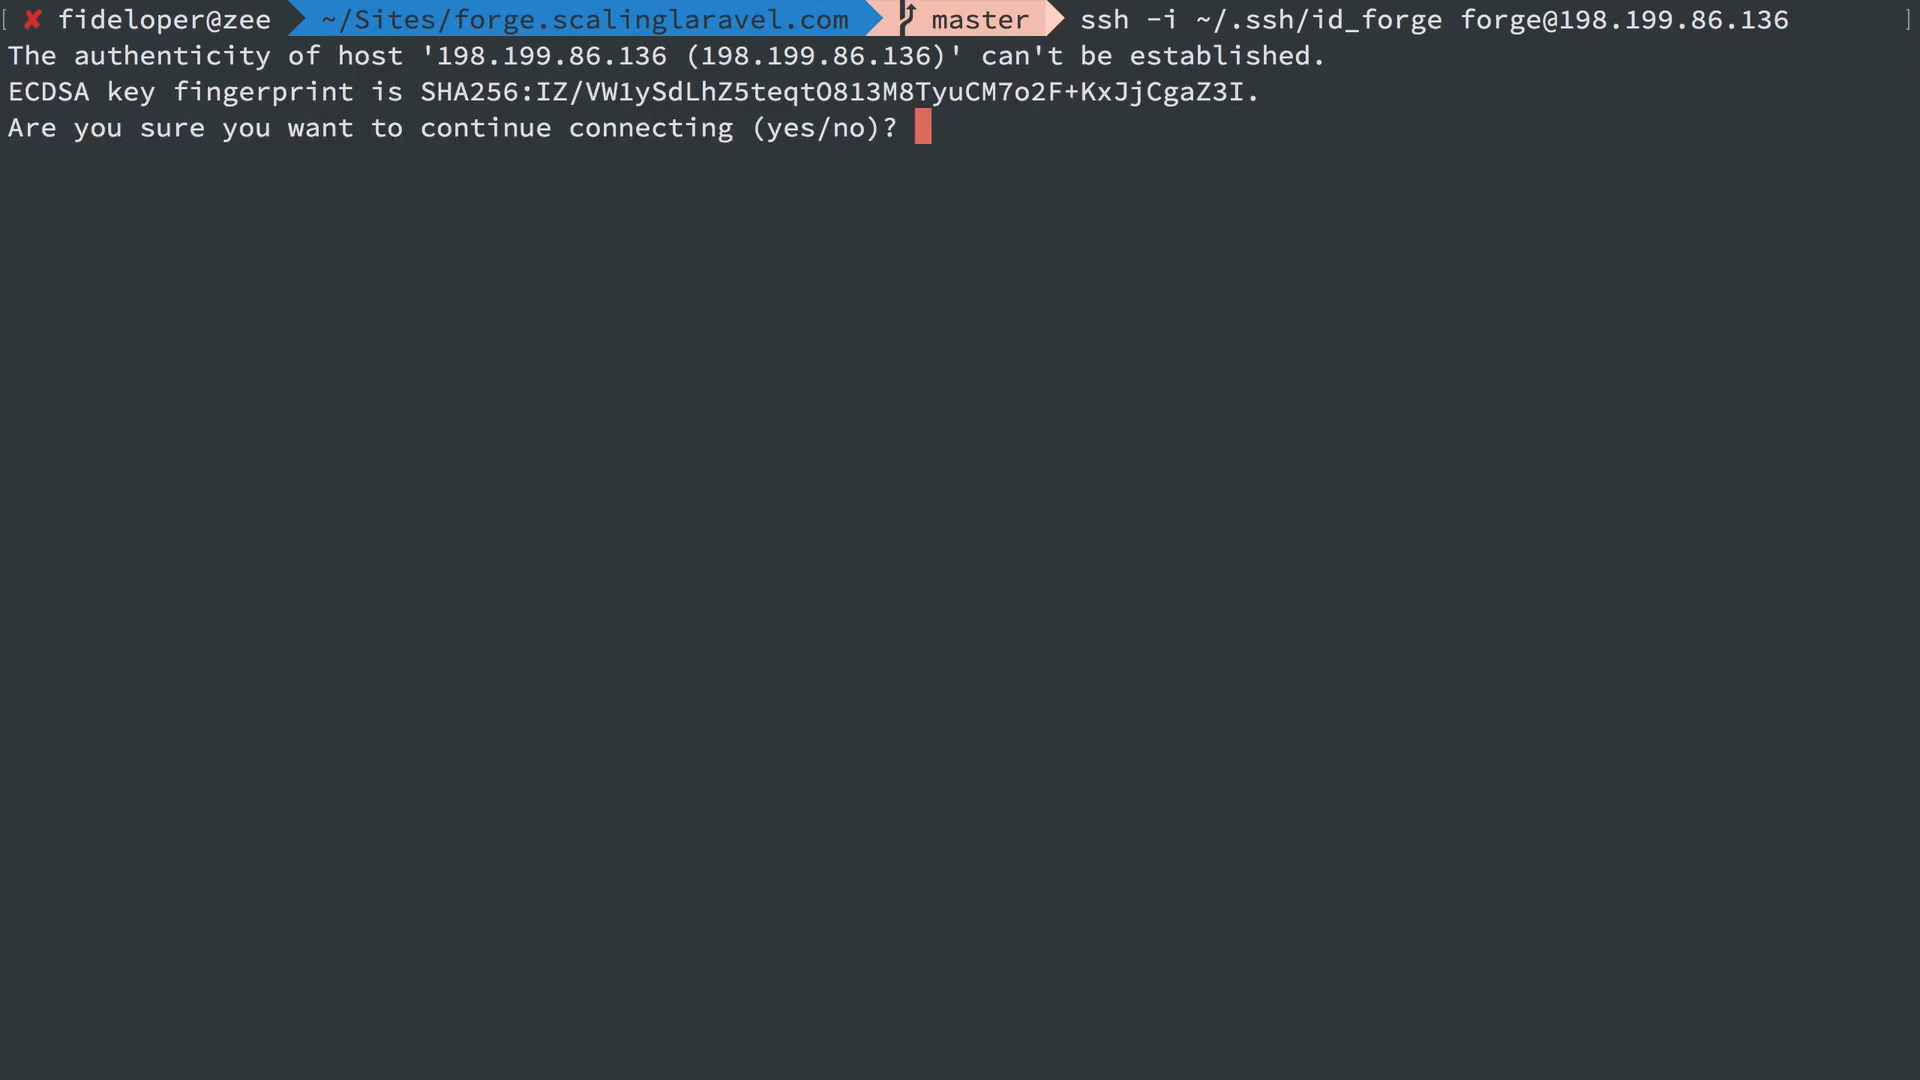 [ ✘ fideloper@zee ~/Sites/forge.scalinglaravel.com master ssh -i ~/.ssh/id_forge forge@198.199.86.136 ]
The authenticity of host '198.199.86.136 (198.199.86.136)' can't be established.
ECDSA key fingerprint is SHA256:IZ/VW1ySdLhZ5teqtO813M8TyuCM7o2F+KxJjCgaZ3I.
Are you sure you want to continue connecting (yes/no)?